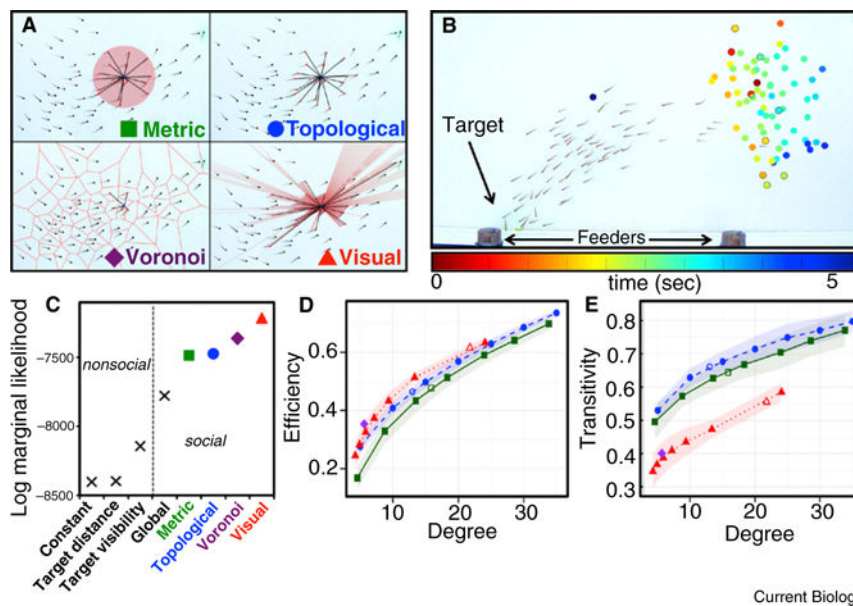 A
Metric
Topological
Voronoi
Visual
B
Target
Feeders
0
time (sec)
5
C
Log marginal likelihood
nonsocial
social
−7500
−8000
−8500
Constant
Target distance
Target visibility
Global
Metric
Topological
Voronoi
Visual
D
Efficiency
0.6
0.4
0.2
10
20
30
Degree
E
Transitivity
0.8
0.7
0.6
0.5
0.4
0.3
10
20
30
Degree
Current Biolog